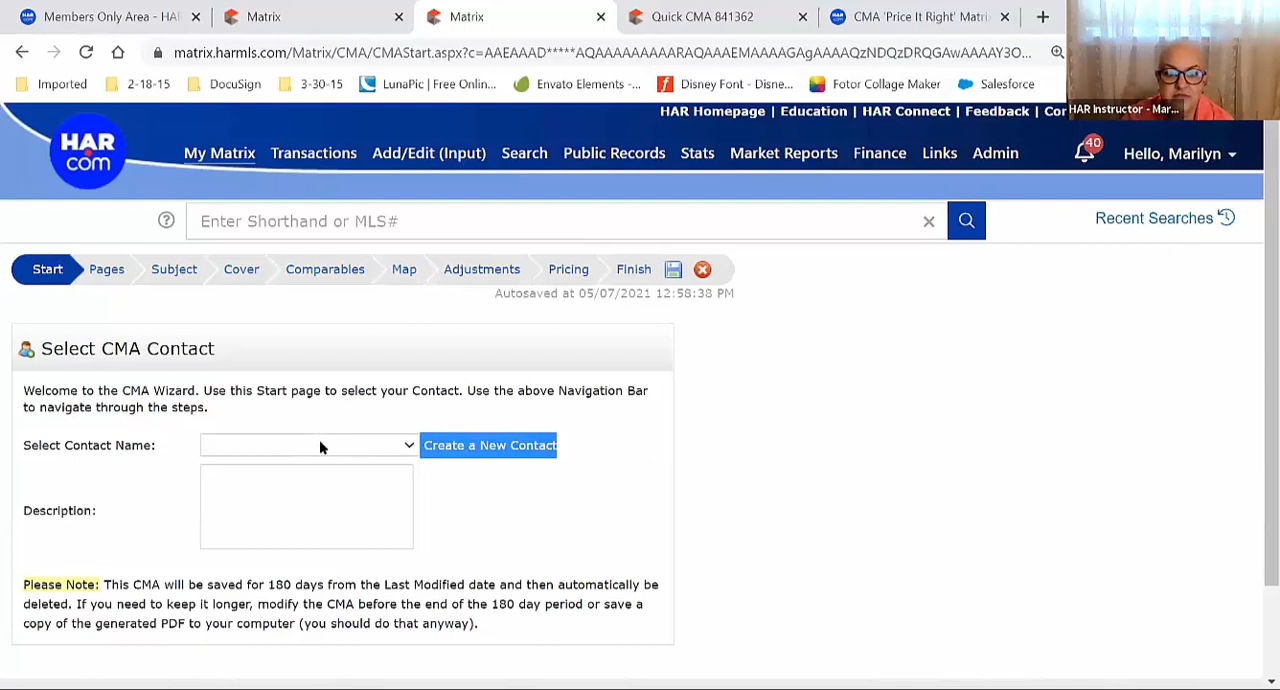 Members Only Area - HA
Matrix
Matrix
Quick CMA 841362
CMA 'Price It Right' Matri
matrix.harmls.com/Matrix/CMA/CMAStart.aspx?c=AAEAAAD*****AQAAAAAAAAARAQAAAEMAAAAGAgAAAAQzNDQzDRQGAwAAAAY3O...
Imported
2-18-15
DocuSign
3-30-15
LunaPic | Free Onlin...
Envato Elements -...
Disney Font - Disne...
Fotor Collage Maker
Salesforce
HAR Instructor - Mar...
HAR Homepage | Education | HAR Connect | Feedback | Co
HAR
com
My Matrix
Transactions
Add/Edit (Input)
Search
Public Records
Stats
Market Reports
Finance
Links
Admin
40
Hello, Marilyn
Enter Shorthand or MLS#
Recent Searches
Start
Pages
Subject
Cover
Comparables
Map
Adjustments
Pricing
Finish
Autosaved at 05/07/2021 12:58:38 PM
Select CMA Contact
Welcome to the CMA Wizard. Use this Start page to select your Contact. Use the above Navigation Bar
to navigate through the steps.
Select Contact Name:
Create a New Contact
Description:
Please Note: This CMA will be saved for 180 days from the Last Modified date and then automatically be
deleted. If you need to keep it longer, modify the CMA before the end of the 180 day period or save a
copy of the generated PDF to your computer (you should do that anyway).